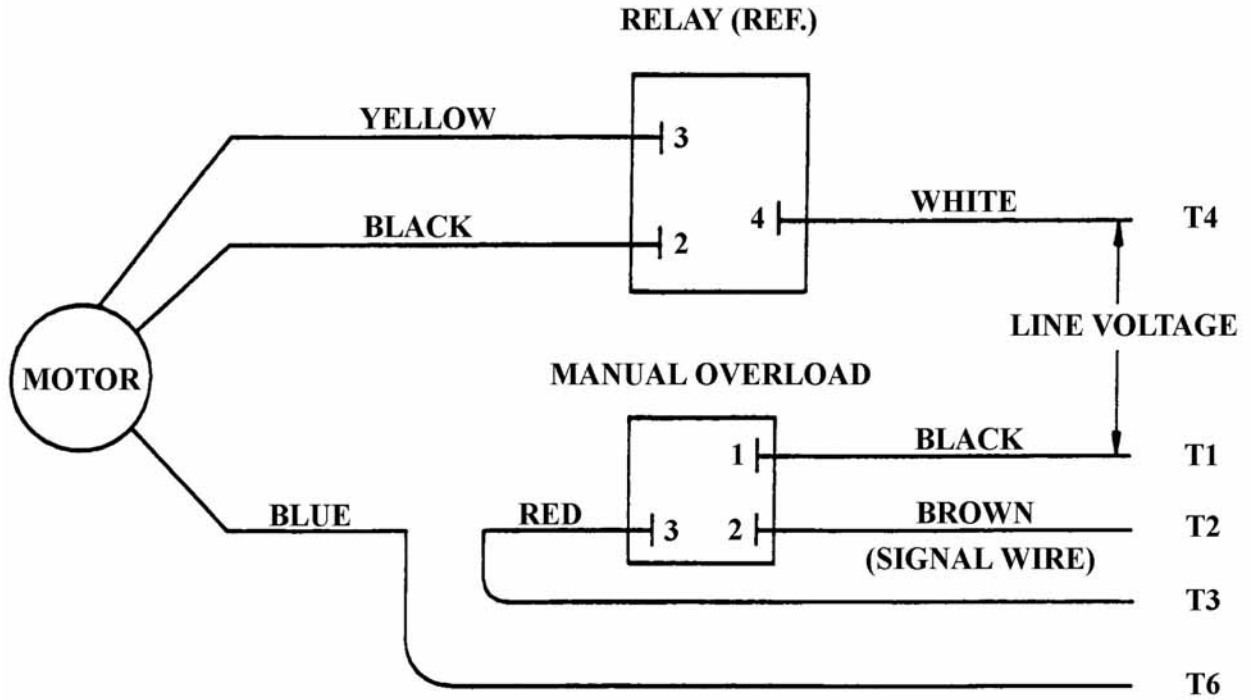 RELAY (REF.)
YELLOW
3
BLACK
2
4
WHITE
T4
LINE VOLTAGE
MOTOR
MANUAL OVERLOAD
1
BLACK
T1
BLUE
RED
3
2
BROWN
T2
(SIGNAL WIRE)
T3
T6